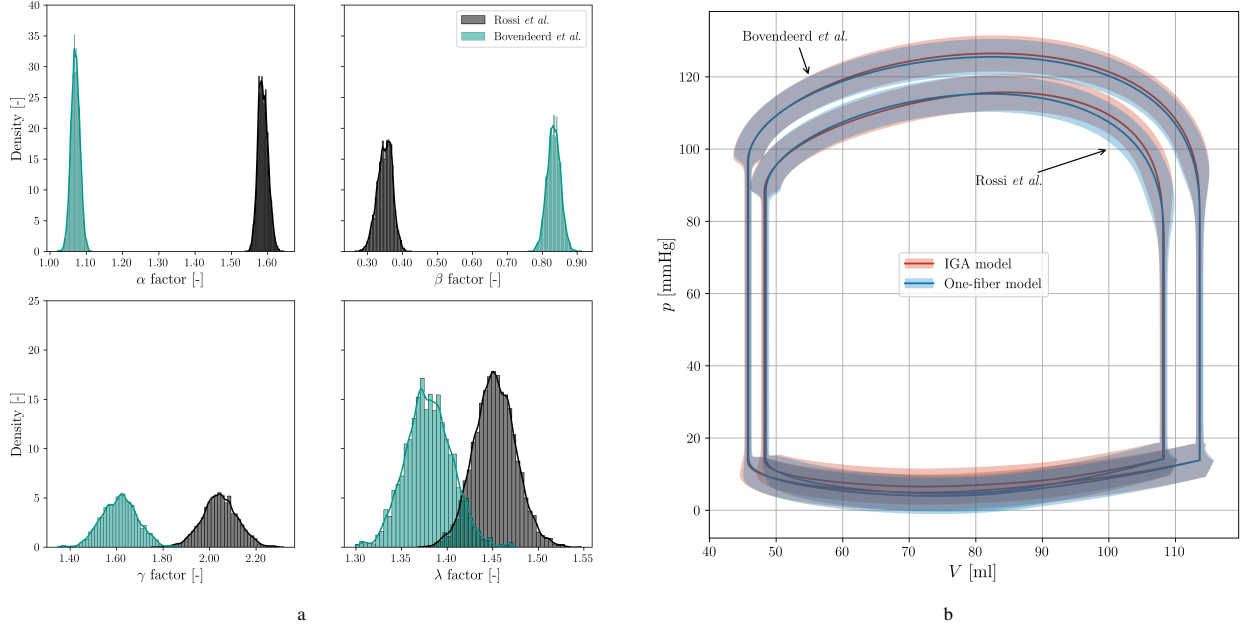 40
35
30
25
20
15
10
5
0
Density [-]
1.00 1.10 1.20 1.30 1.40 1.50 1.60
α factor [-]
Rossi et al.
Bovendeerd et al.
0.30 0.40 0.50 0.60 0.70 0.80 0.90
β factor [-]
25
20
15
10
5
0
Density [-]
1.40 1.60 1.80 2.00 2.20
γ factor [-]
1.30 1.35 1.40 1.45 1.50 1.55
λ factor [-]
a
120
100
80
60
40
20
0
p [mmHg]
Bovendeerd et al.
Rossi et al.
IGA model
One-fiber model
40 50 60 70 80 90 100 110
V [ml]
b